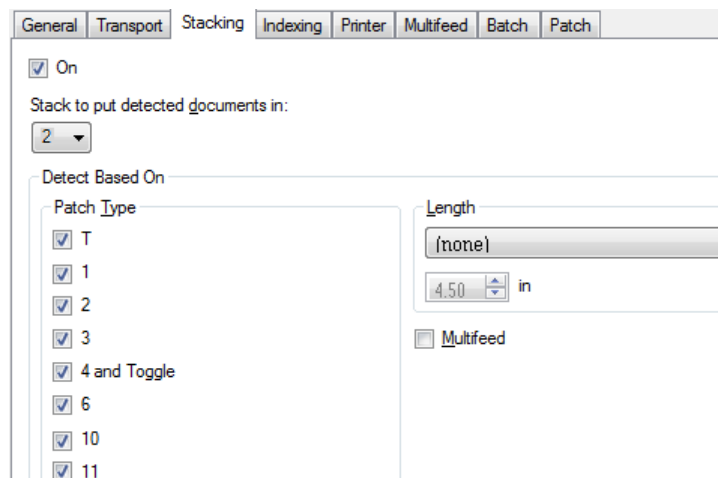 General Transport Stacking Indexing Printer Multifeed Batch Patch
On
Stack to put detected documents in:
2
Detect Based On
Patch Type
T
1
2
3
4 and Toggle
6
10
11
Length
(none)
4.50 in
Multifeed